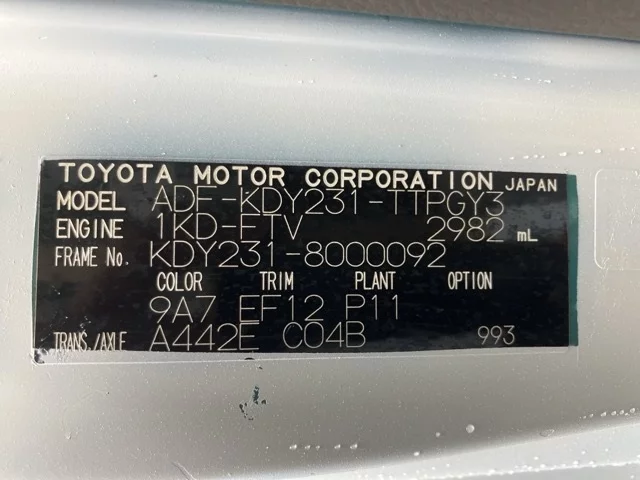 TOYOTA MOTOR CORPORATION JAPAN
MODEL ADF-KDY231-TTPGY3
ENGINE 1KD-FTV 2982 mL
FRAME No. KDY231-8000092
COLOR TRIM PLANT OPTION
9A7 EF12 P11
TRANS./AXLE A442E C04B 993